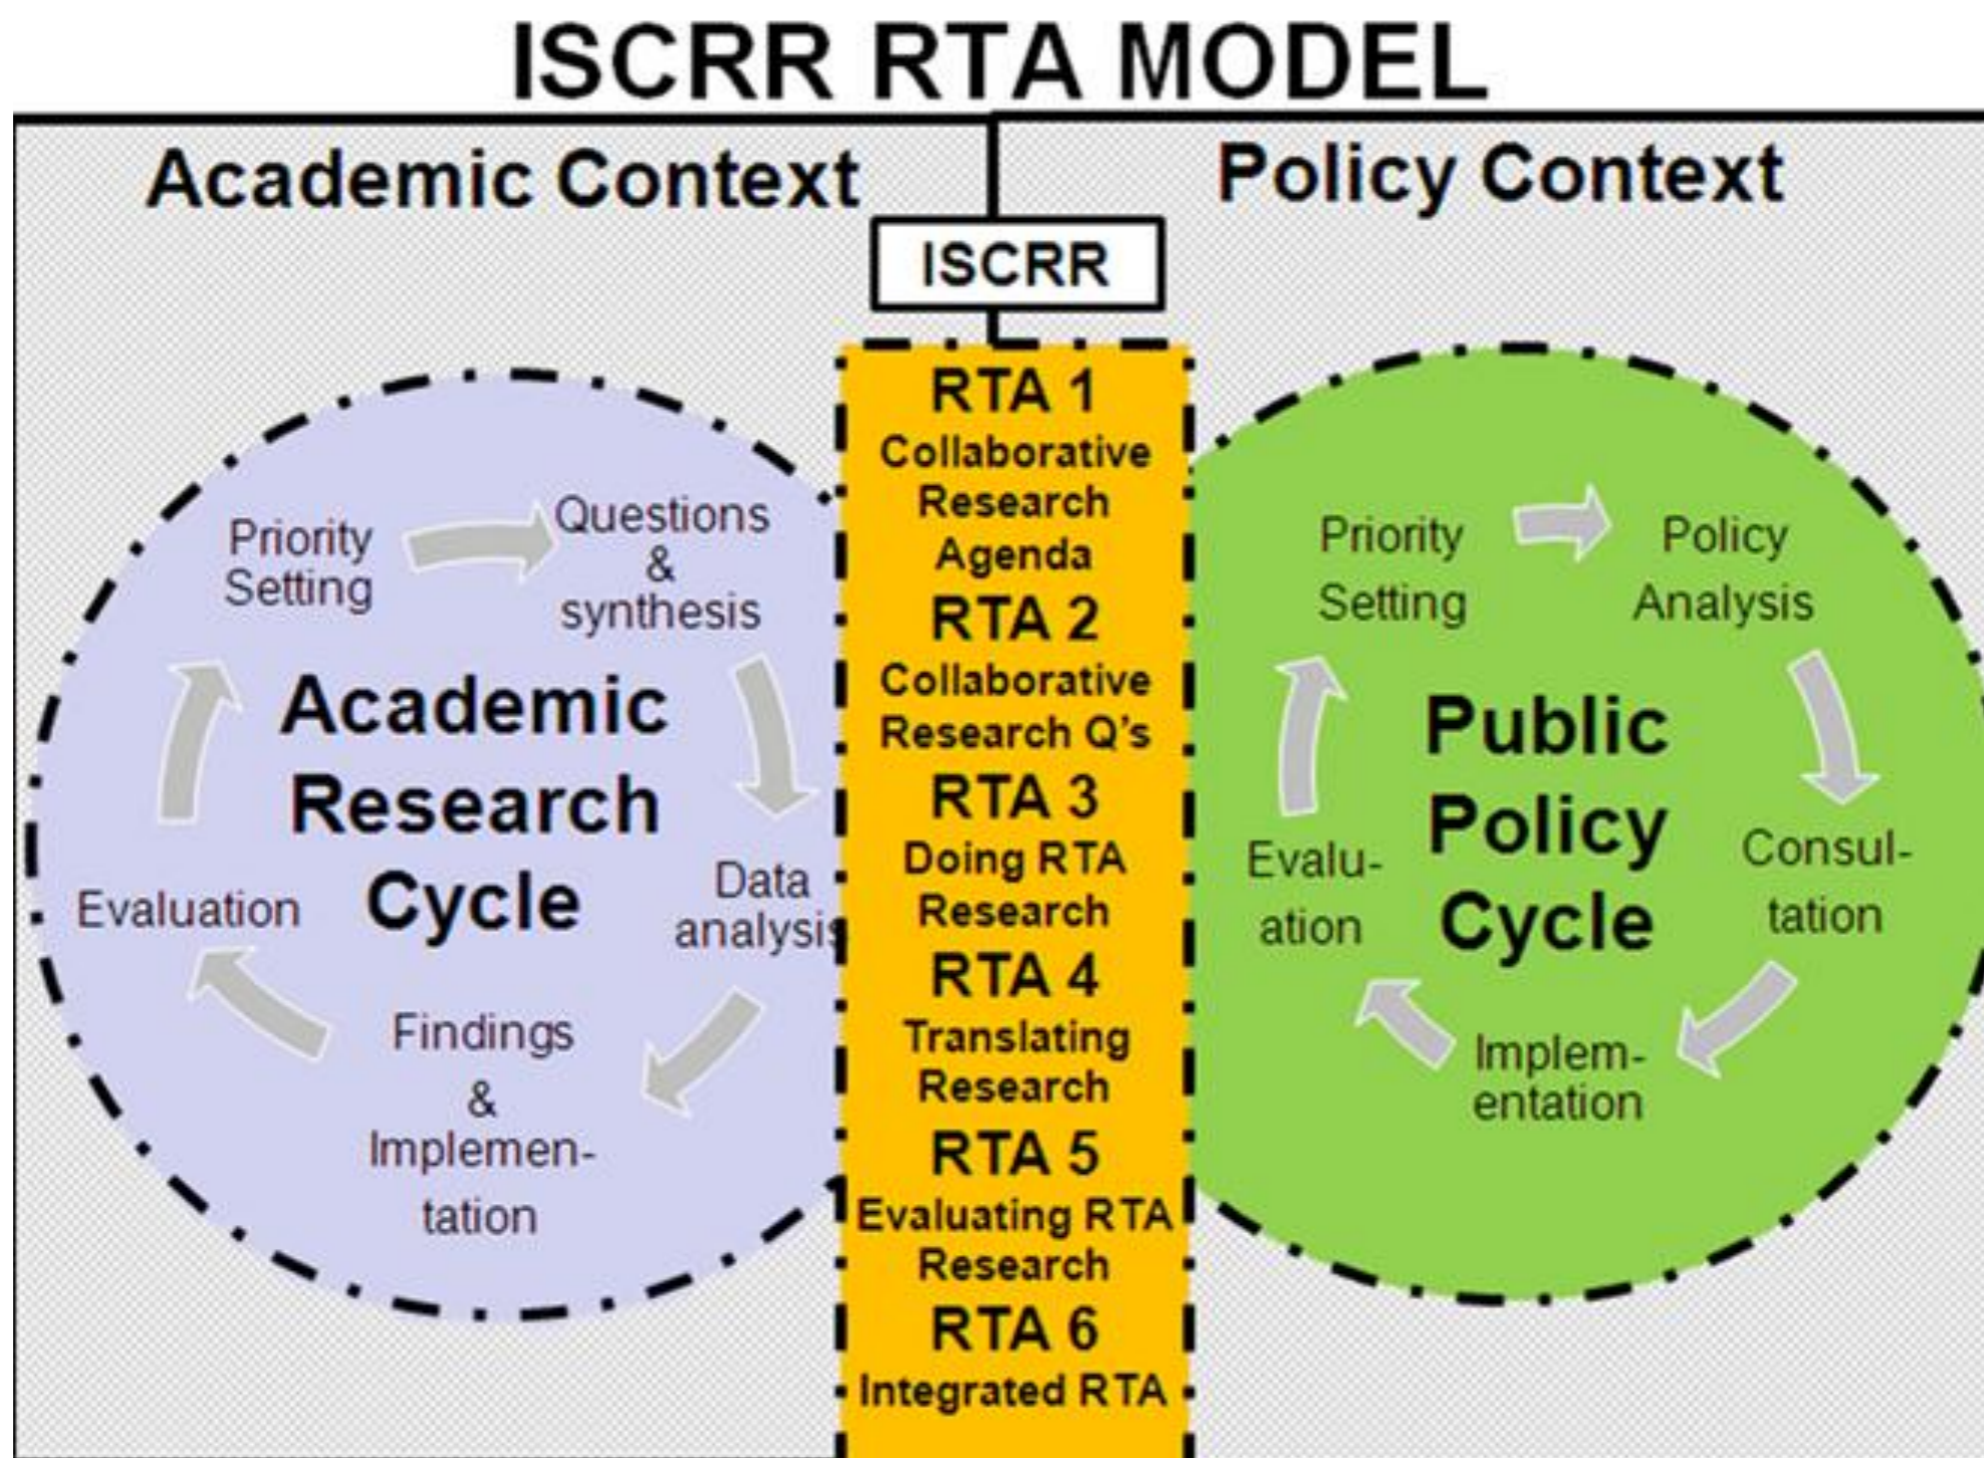 ISCRR RTA MODEL
Academic Context
Policy Context
ISCRR
Priority
Setting
Questions
&
synthesis
Data
analysis
Findings
&
Implemen-
tation
Evaluation
Academic
Research
Cycle
RTA 1
Collaborative
Research
Agenda
RTA 2
Collaborative
Research Q’s
RTA 3
Doing RTA
Research
RTA 4
Translating
Research
RTA 5
Evaluating RTA
Research
RTA 6
Integrated RTA
Priority
Setting
Policy
Analysis
Consul-
tation
Implem-
entation
Evalu-
ation
Public
Policy
Cycle